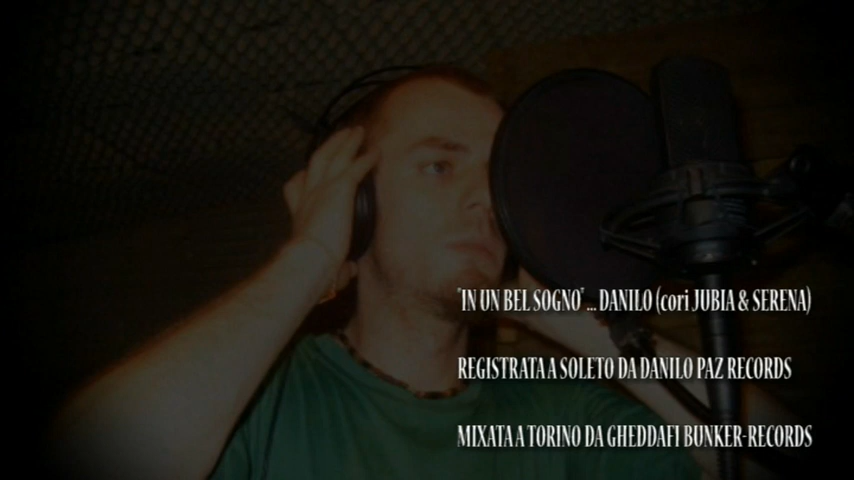 "IN UN BEL SOGNO" ... DANILO (cori JUBIA & SERENA)
REGISTRATA A SOLETO DA DANILO PAZ RECORDS
MIXATA A TORINO DA GHEDDAFI BUNKER-RECORDS